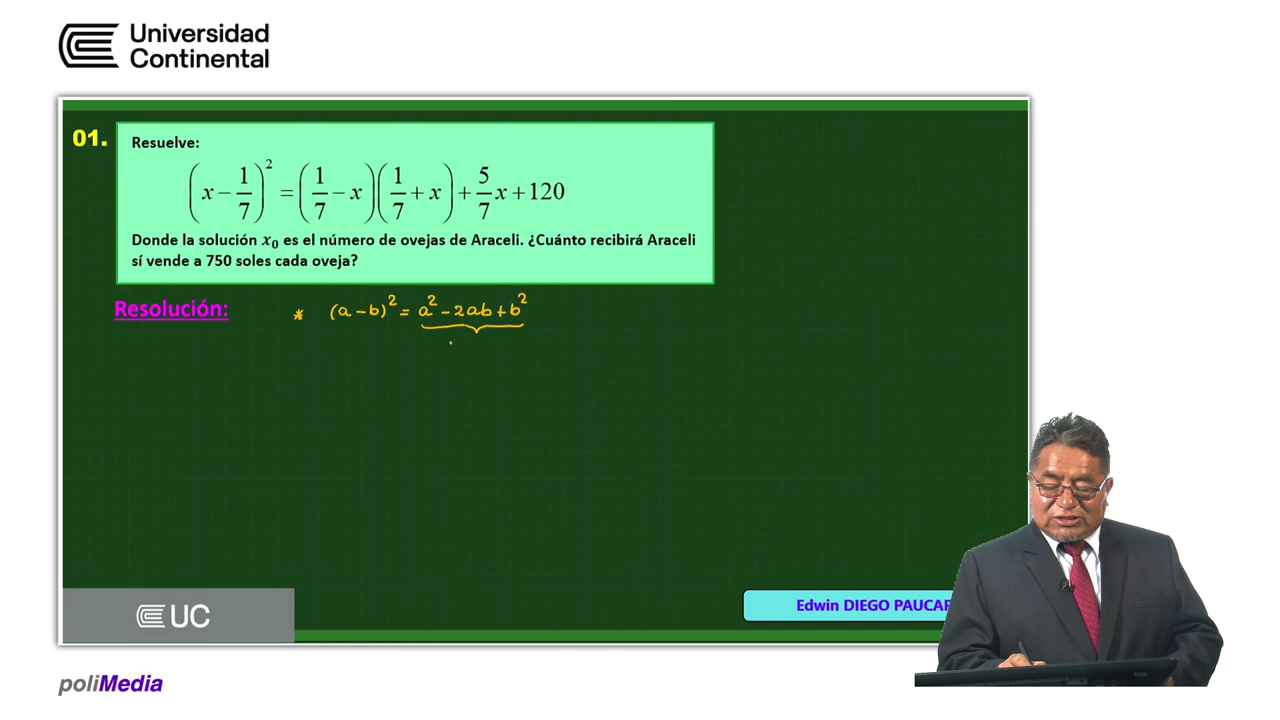 Universidad
Continental
01.
Resuelve:
(x − 1/7)² = (1/7 − x)(1/7 + x) + 5/7 x + 120
Donde la solución x₀ es el número de ovejas de Araceli. ¿Cuánto recibirá Araceli
sí vende a 750 soles cada oveja?
Resolución:
* (a − b)² = a² − 2ab + b²
UC
Edwin DIEGO PAUCAR
poliMedia